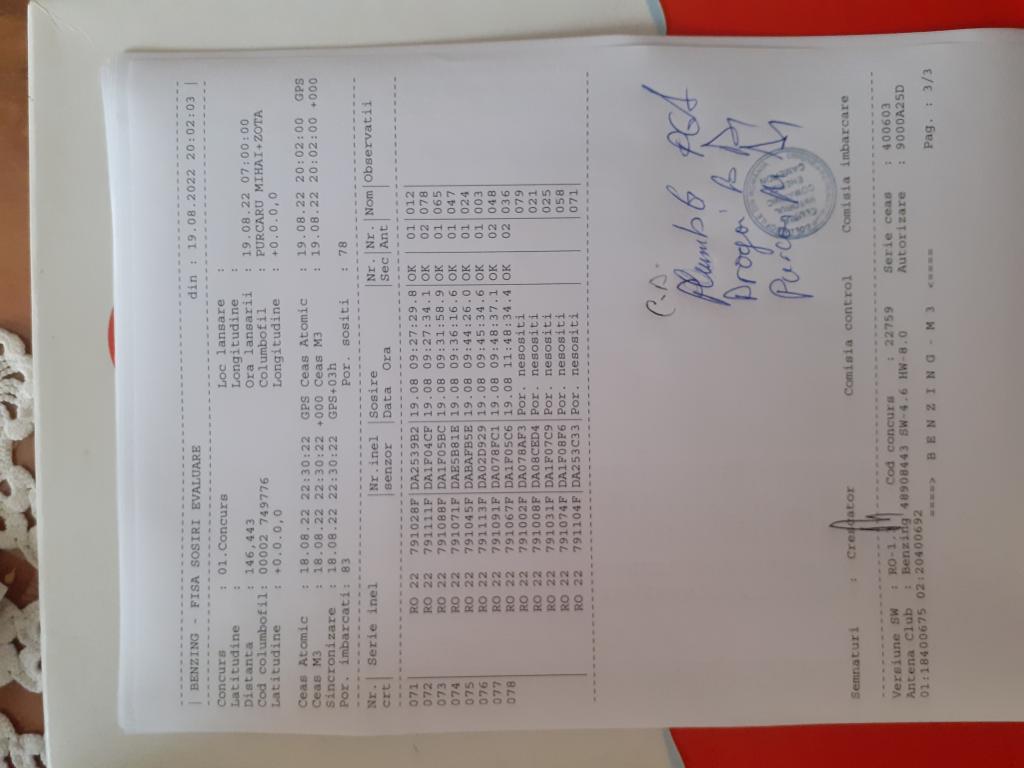 | BENZING - FISA SOSIRI EVALUARE din : 19.08.2022 20:02:03 |
Concurs : 01.Concurs Loc lansare :
Latitudine : Longitudine :
Distanta : 146,443 Ora lansarii : 19.08.22 07:00:00
Cod columbofil: 00002 749776 Columbofil : PURCARU MIHAI+ZOTA
Latitudine : +0.0.0,0 Longitudine : +0.0.0,0
Ceas Atomic : 18.08.22 22:30:22 GPS Ceas Atomic : 19.08.22 20:02:00 GPS
Ceas M3 : 18.08.22 22:30:22 +000 Ceas M3 : 19.08.22 20:02:00 +000
Sincronizare : 18.08.22 22:30:22 GPS+03h
Por. imbarcati: 83 Por. sositi : 78
Nr.| Serie inel |Nr.inel |Sosire |Nr.|Nr.|Nom|Observatii
crt| |senzor |Data Ora |Sec|Ant| |
071 | RO 22 791028F|DA2539B2|19.08 09:27:29.8|OK |01 |012
072 | RO 22 791111F|DA1F04CF|19.08 09:27:34.1|OK |02 |078
073 | RO 22 791088F|DA1F05BC|19.08 09:31:58.9|OK |01 |065
074 | RO 22 791071F|DAE5B81E|19.08 09:36:16.6|OK |01 |047
075 | RO 22 791045F|DABAFB5E|19.08 09:44:26.0|OK |01 |024
076 | RO 22 791113F|DA02D929|19.08 09:45:34.6|OK |01 |003
077 | RO 22 791091F|DA078FC1|19.08 09:48:37.1|OK |02 |048
078 | RO 22 791067F|DA1F05C6|19.08 11:48:34.4|OK |02 |036
RO 22 791002F|DA078AF3|Por. nesositi |079
RO 22 791008F|DA08CED4|Por. nesositi |021
RO 22 791031F|DA1F07C9|Por. nesositi |025
RO 22 791074F|DA1F08F6|Por. nesositi |058
RO 22 791104F|DA253C33|Por. nesositi |071
Semnaturi : Crescator Comisia control Comisia imbarcare
Versiune SW : RO-1. Cod concurs : 22759 Serie ceas : 400603
Antena Club : Benzing 48908443 SW-4.6 HW-8.0 Autorizare : 9000A25D
01:18400675 02:20400692
====> B E N Z I N G - M 3 <==== Pag. : 3/3